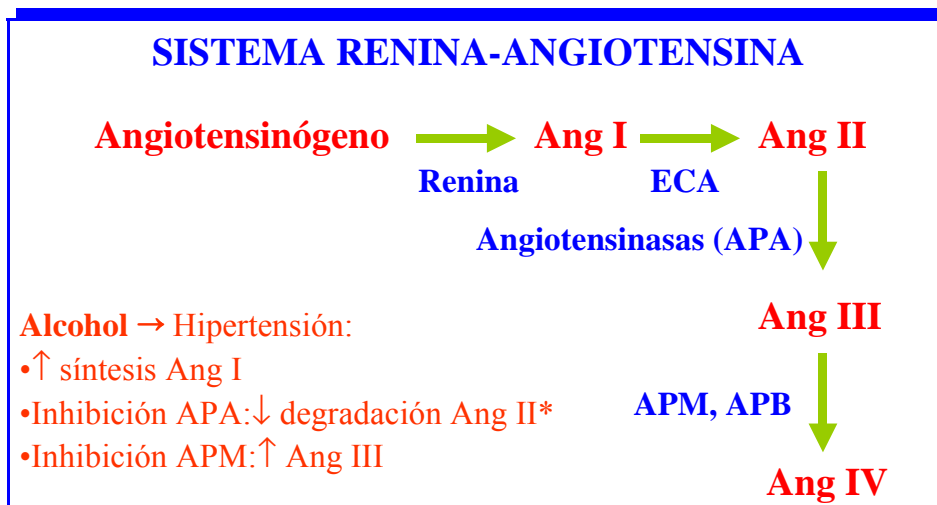 SISTEMA RENINA-ANGIOTENSINA
Angiotensinógeno Ang I Ang II
Renina ECA
Angiotensinasas (APA)
Alcohol → Hipertensión:
Ang III
•↑ síntesis Ang I
•Inhibición APA:↓ degradación Ang II*
APM, APB
•Inhibición APM:↑ Ang III
Ang IV